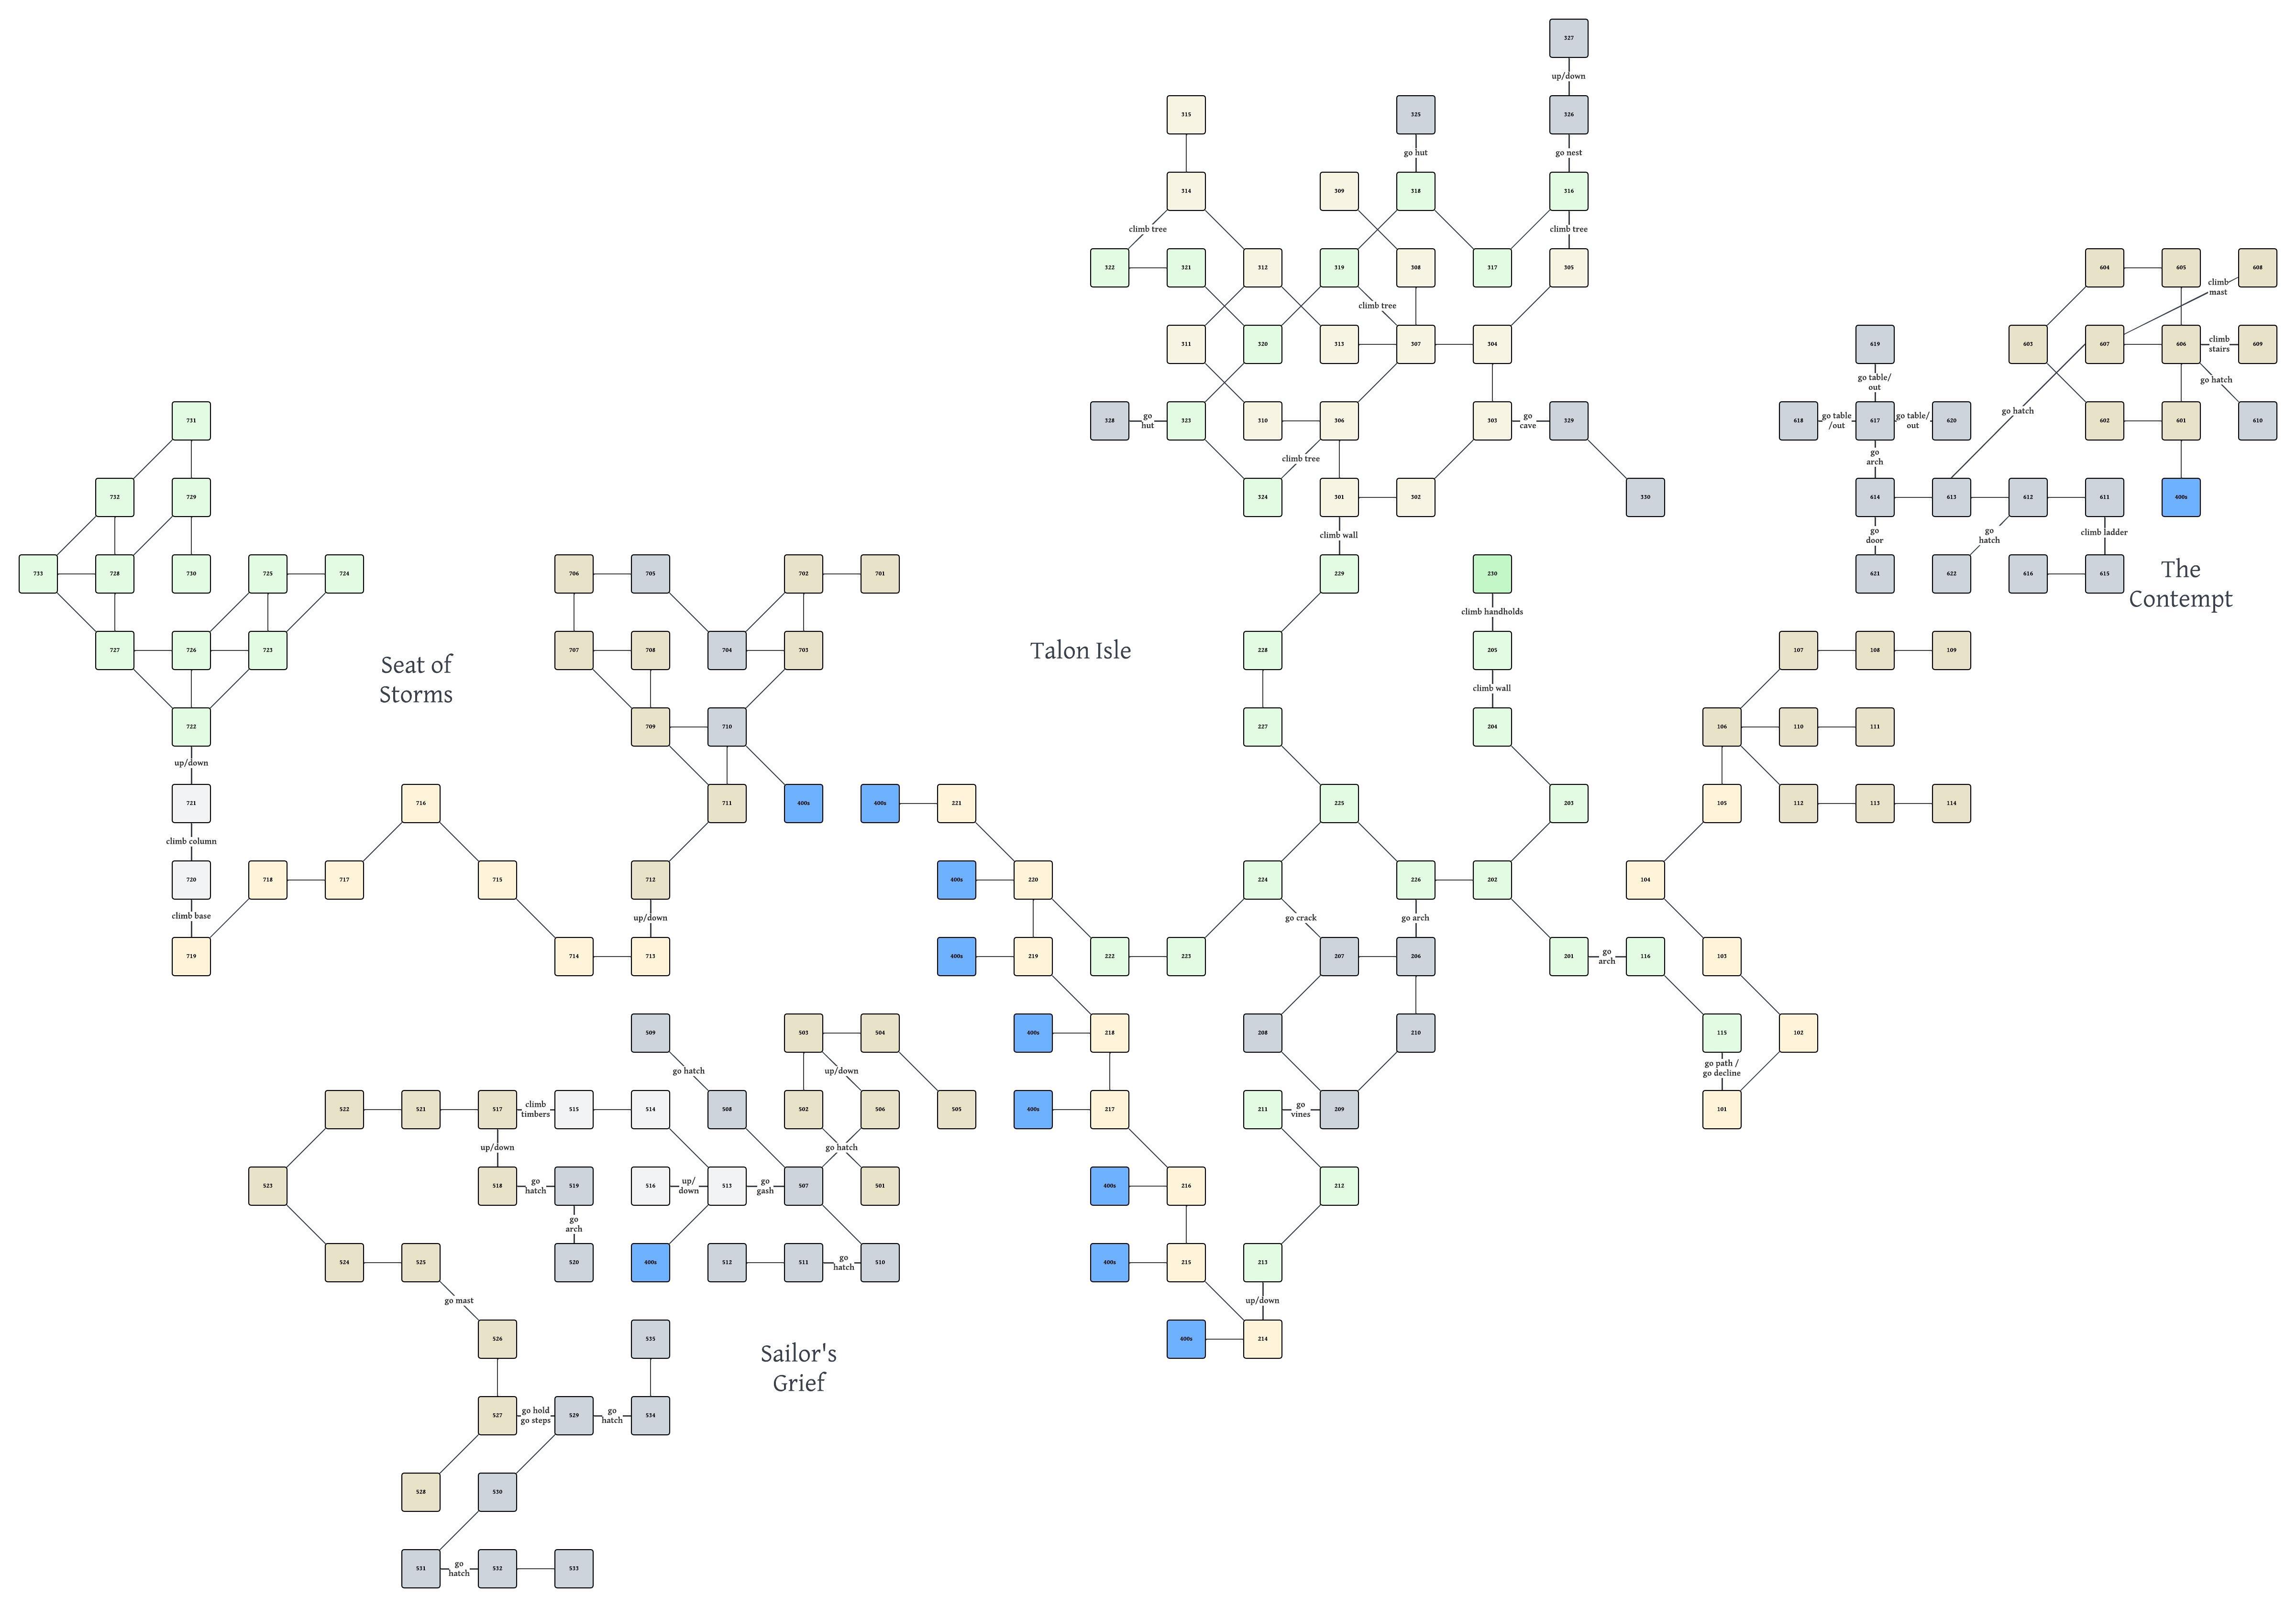 327
up/down
315
325
326
go hut
go nest
314
309
318
316
climb tree
climb tree
322
321
312
319
308
317
305
604
605
608
climb
mast
climb tree
311
320
313
307
304
619
603
607
606
climb
stairs
609
go table/
out
go hatch
731
328
go
hut
323
310
306
303
go
cave
329
618
go table
/out
617
go table/
out
620
go hatch
602
601
610
climb tree
go
arch
732
729
324
301
302
330
614
613
612
611
400s
climb wall
go
door
go
hatch
climb ladder
733
728
730
725
724
706
705
702
701
229
230
621
622
616
615
The
Contempt
climb handholds
727
726
723
Seat of
Storms
707
708
704
703
Talon Isle
228
205
107
108
109
climb wall
722
709
710
227
204
106
110
111
up/down
721
716
711
400s
400s
221
225
203
105
112
113
114
climb column
720
718
717
715
712
400s
220
224
226
202
104
climb base
up/down
go crack
go arch
719
714
713
400s
219
222
223
207
206
201
go
arch
116
103
509
503
504
400s
218
208
210
115
102
go hatch
up/down
go path /
go decline
522
521
517
climb
timbers
515
514
508
502
506
505
400s
217
211
go
vines
209
101
up/down
go hatch
523
518
go
hatch
519
516
up/
down
513
go
gash
507
501
400s
216
212
go
arch
524
525
520
400s
512
511
go
hatch
510
400s
215
213
go mast
up/down
526
535
Sailor's
Grief
400s
214
527
go hold
go steps
529
go
hatch
534
528
530
531
go
hatch
532
533